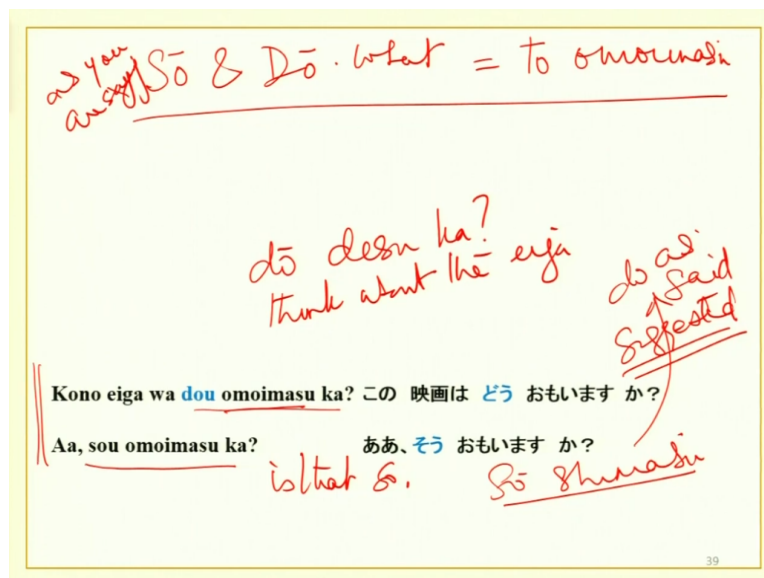 as you are say
Sō & Dō. what = to omoimasu
dō desu ka?
think about the eiga
do as said
suggested
Kono eiga wa dou omoimasu ka? この 映画は どう おもいます か?
Aa, sou omoimasu ka? ああ、そう おもいます か?
is that so.
Sō shimasu
39